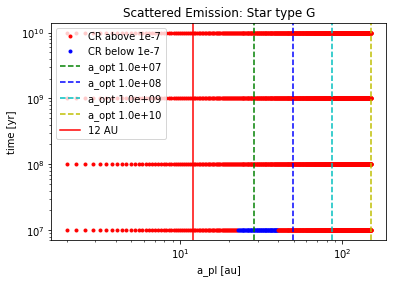 Scattered Emission: Star type G
10^10
10^9
10^8
10^7
time [yr]
CR above 1e-7
CR below 1e-7
a_opt 1.0e+07
a_opt 1.0e+08
a_opt 1.0e+09
a_opt 1.0e+10
12 AU
10^1
10^2
a_pl [au]